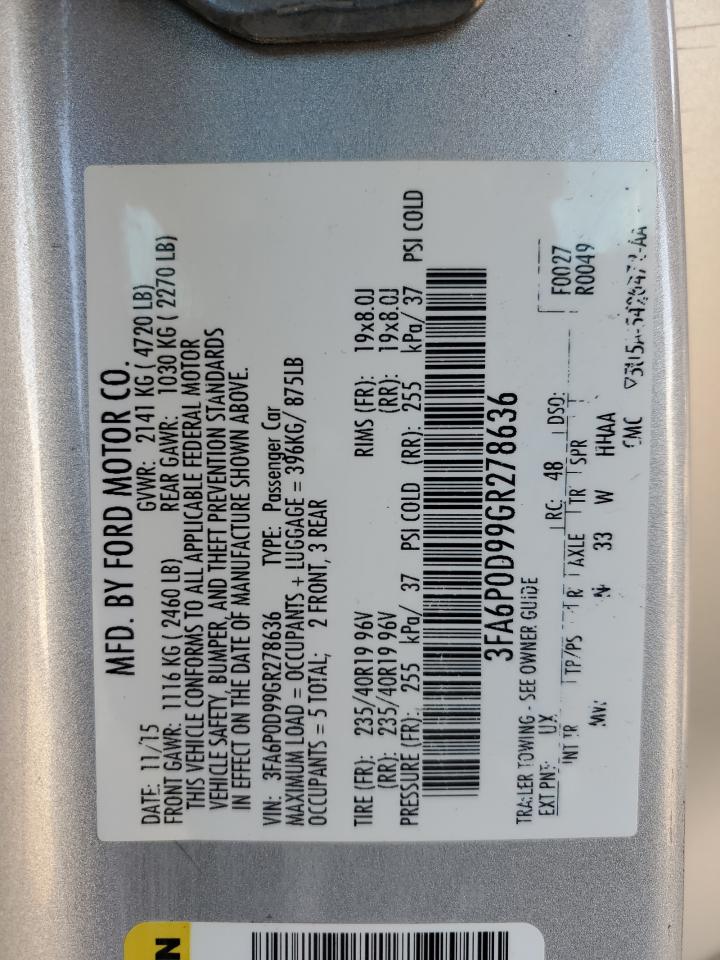 MFD. BY FORD MOTOR CO.
DATE: 11/15 GVWR: 2141 KG ( 4720 LB)
FRONT GAWR: 1116 KG ( 2460 LB) REAR GAWR: 1030 KG ( 2270 LB)
THIS VEHICLE CONFORMS TO ALL APPLICABLE FEDERAL MOTOR
VEHICLE SAFETY, BUMPER, AND THEFT PREVENTION STANDARDS
IN EFFECT ON THE DATE OF MANUFACTURE SHOWN ABOVE.
VIN: 3FA6P0D99GR278636 TYPE: Passenger Car
MAXIMUM LOAD = OCCUPANTS + LUGGAGE = 396KG/ 875LB
OCCUPANTS = 5 TOTAL; 2 FRONT, 3 REAR
TIRE (FR): 235/40R19 96V RIMS (FR): 19x8.0J
(RR): 235/40R19 96V (RR): 19x8.0J
PRESSURE (FR): 255 kPa/ 37 PSI COLD (RR): 255 kPa/ 37 PSI COLD
3FA6P0D99GR278636
TRAILER TOWING - SEE OWNER GUIDE
EXT PNT: UX RC: 48 DSO: F0027
R0049
INT TR TP/PS R AXLE TR SPR
33 W HHAA
CMC